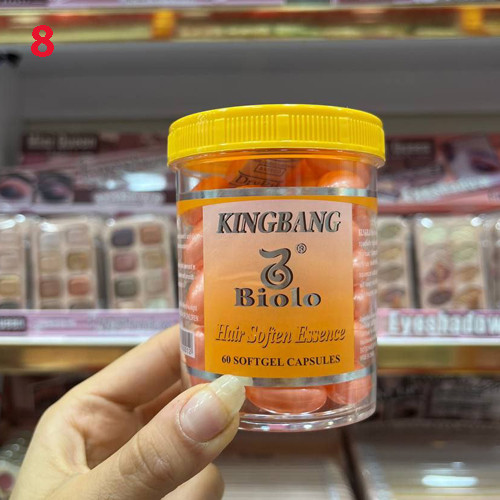 8
KINGBANG
®
Biolo
Hair Soften Essence
60 SOFTGEL CAPSULES
Eyeshadow